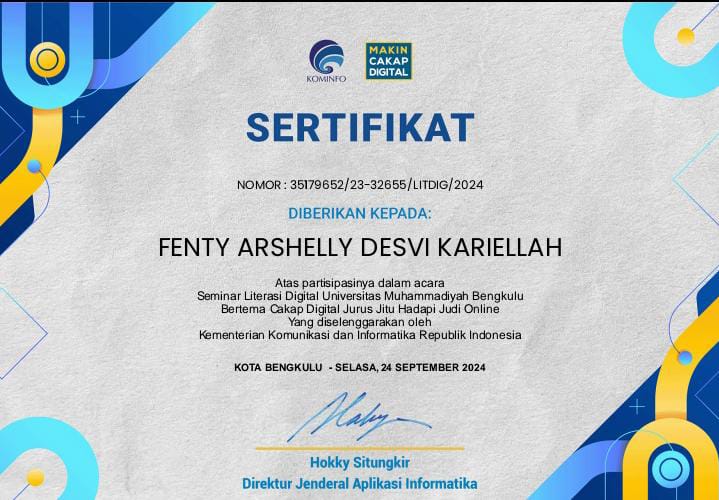 KOMINFO
MAKIN
CAKAP
DIGITAL
SERTIFIKAT
NOMOR : 35179652/23-32655/LITDIG/2024
DIBERIKAN KEPADA:
FENTY ARSHELLY DESVI KARIELLAH
Atas partisipasinya dalam acara
Seminar Literasi Digital Universitas Muhammadiyah Bengkulu
Bertema Cakap Digital Jurus Jitu Hadapi Judi Online
Yang diselenggarakan oleh
Kementerian Komunikasi dan Informatika Republik Indonesia
KOTA BENGKULU - SELASA, 24 SEPTEMBER 2024
Hokky Situngkir
Direktur Jenderal Aplikasi Informatika